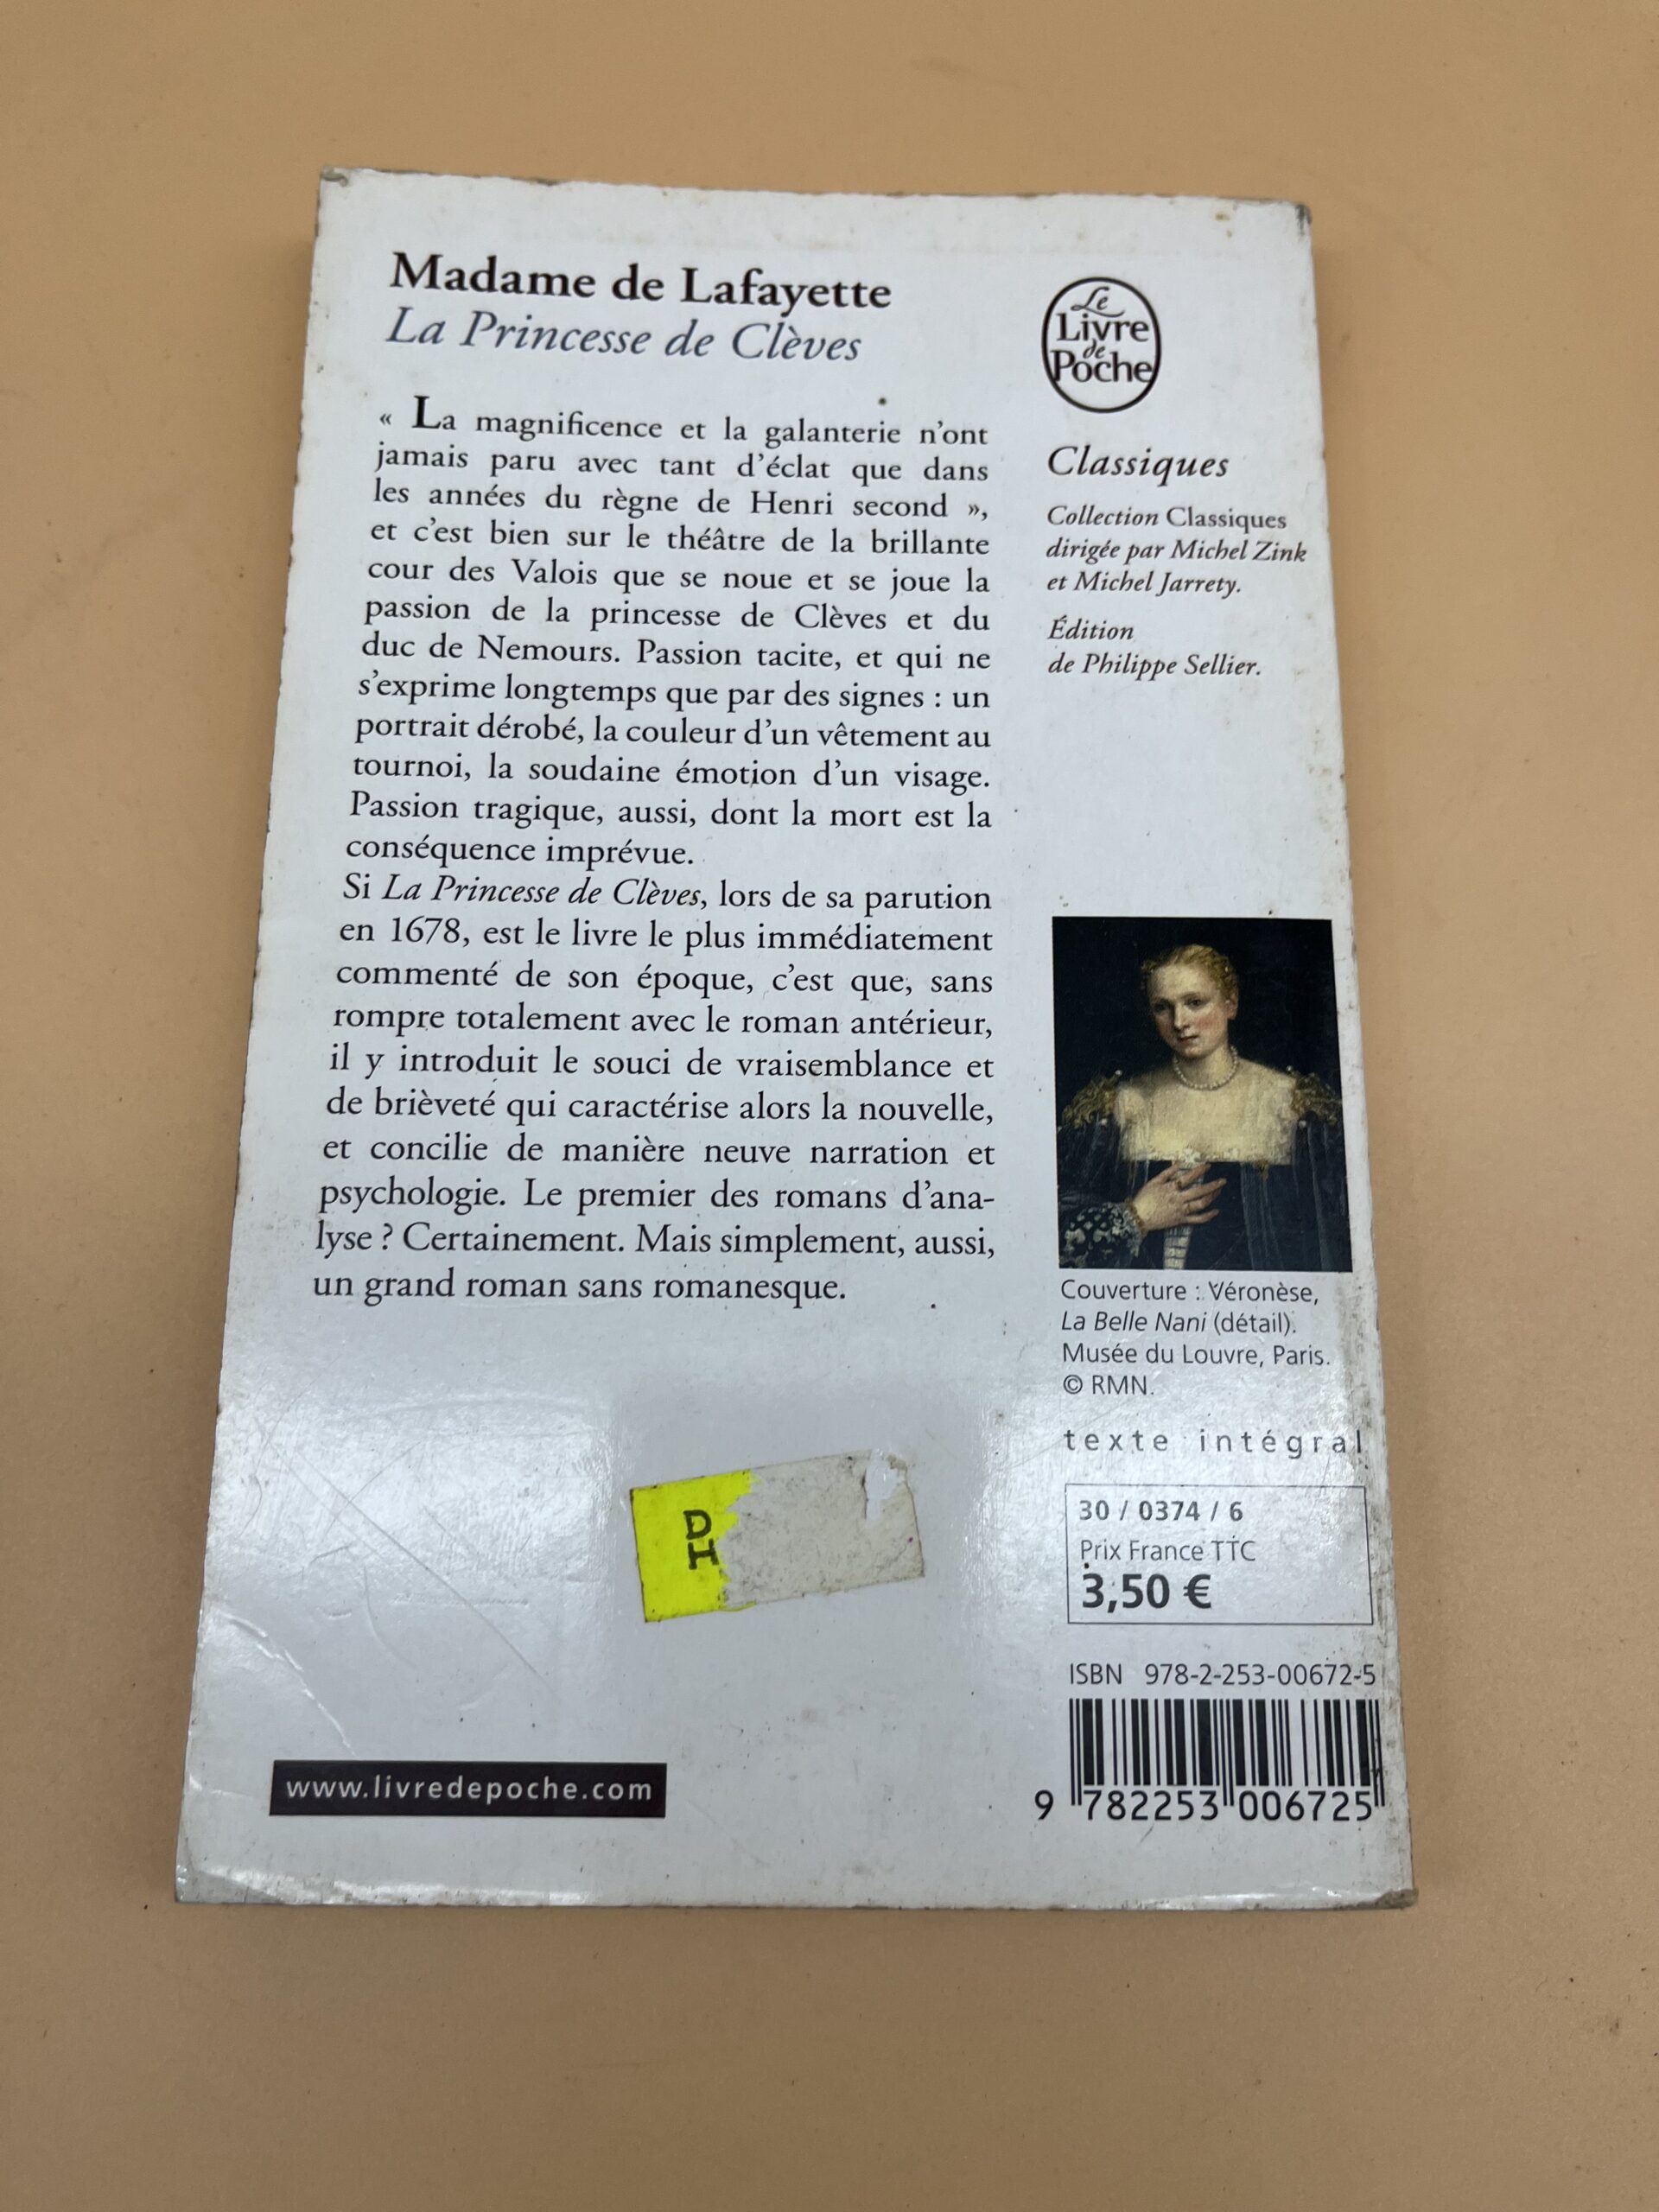 Madame de Lafayette
La Princesse de Clèves
« La magnificence et la galanterie n'ont
jamais paru avec tant d'éclat que dans
les années du règne de Henri second »,
et c'est bien sur le théâtre de la brillante
cour des Valois que se noue et se joue la
passion de la princesse de Clèves et du
duc de Nemours. Passion tacite, et qui ne
s'exprime longtemps que par des signes : un
portrait dérobé, la couleur d'un vêtement au
tournoi, la soudaine émotion d'un visage.
Passion tragique, aussi, dont la mort est la
conséquence imprévue.
Si La Princesse de Clèves, lors de sa parution
en 1678, est le livre le plus immédiatement
commenté de son époque, c'est que, sans
rompre totalement avec le roman antérieur,
il y introduit le souci de vraisemblance et
de brièveté qui caractérise alors la nouvelle,
et concilie de manière neuve narration et
psychologie. Le premier des romans d'ana-
lyse ? Certainement. Mais simplement, aussi,
un grand roman sans romanesque.
DH
www.livredepoche.com
Le
Livre
de
Poche
Classiques
Collection Classiques
dirigée par Michel Zink
et Michel Jarrety.
Édition
de Philippe Sellier.
Couverture : Véronèse,
La Belle Nani (détail).
Musée du Louvre, Paris.
© RMN.
texte intégral
30 / 0374 / 6
Prix France TTC
3,50 €
ISBN 978-2-253-00672-5
9 782253 006725